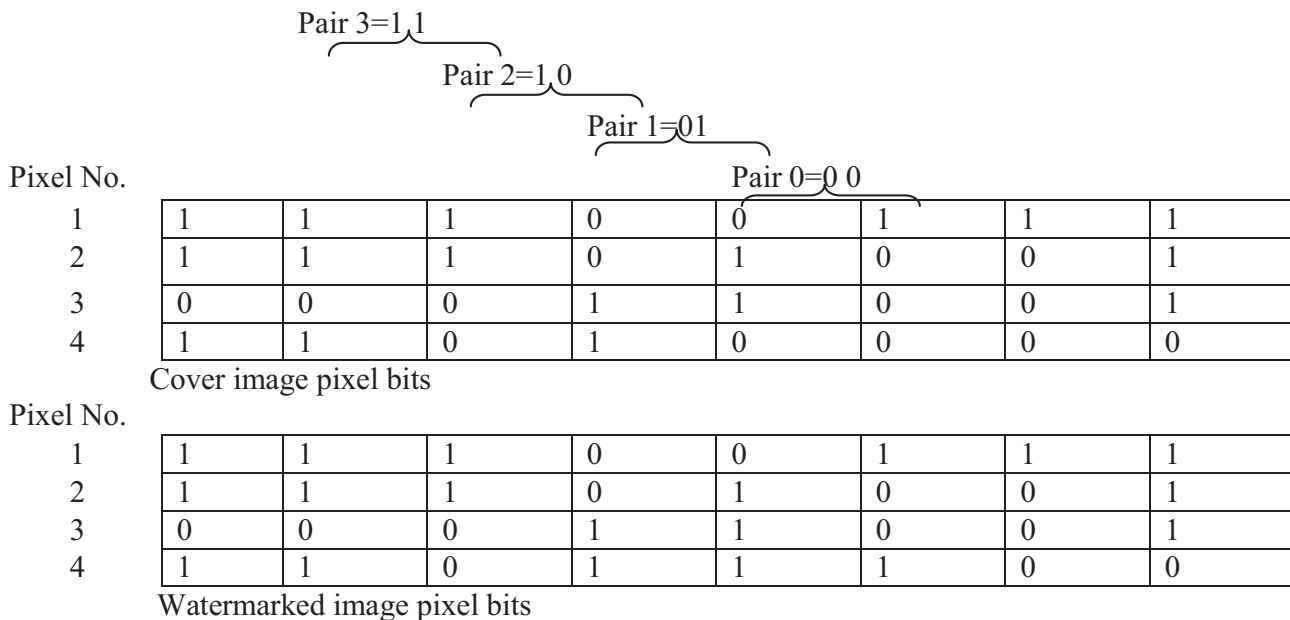 Pair 3=1 1
Pair 2=1 0
Pair 1=01
Pixel No.
Pair 0=0 0
1 1 1 1 0 0 1 1 1
2 1 1 1 0 1 0 0 1
3 0 0 0 1 1 0 0 1
4 1 1 0 1 0 0 0 0
Cover image pixel bits
Pixel No.
1 1 1 1 0 0 1 1 1
2 1 1 1 0 1 0 0 1
3 0 0 0 1 1 0 0 1
4 1 1 0 1 1 1 0 0
Watermarked image pixel bits